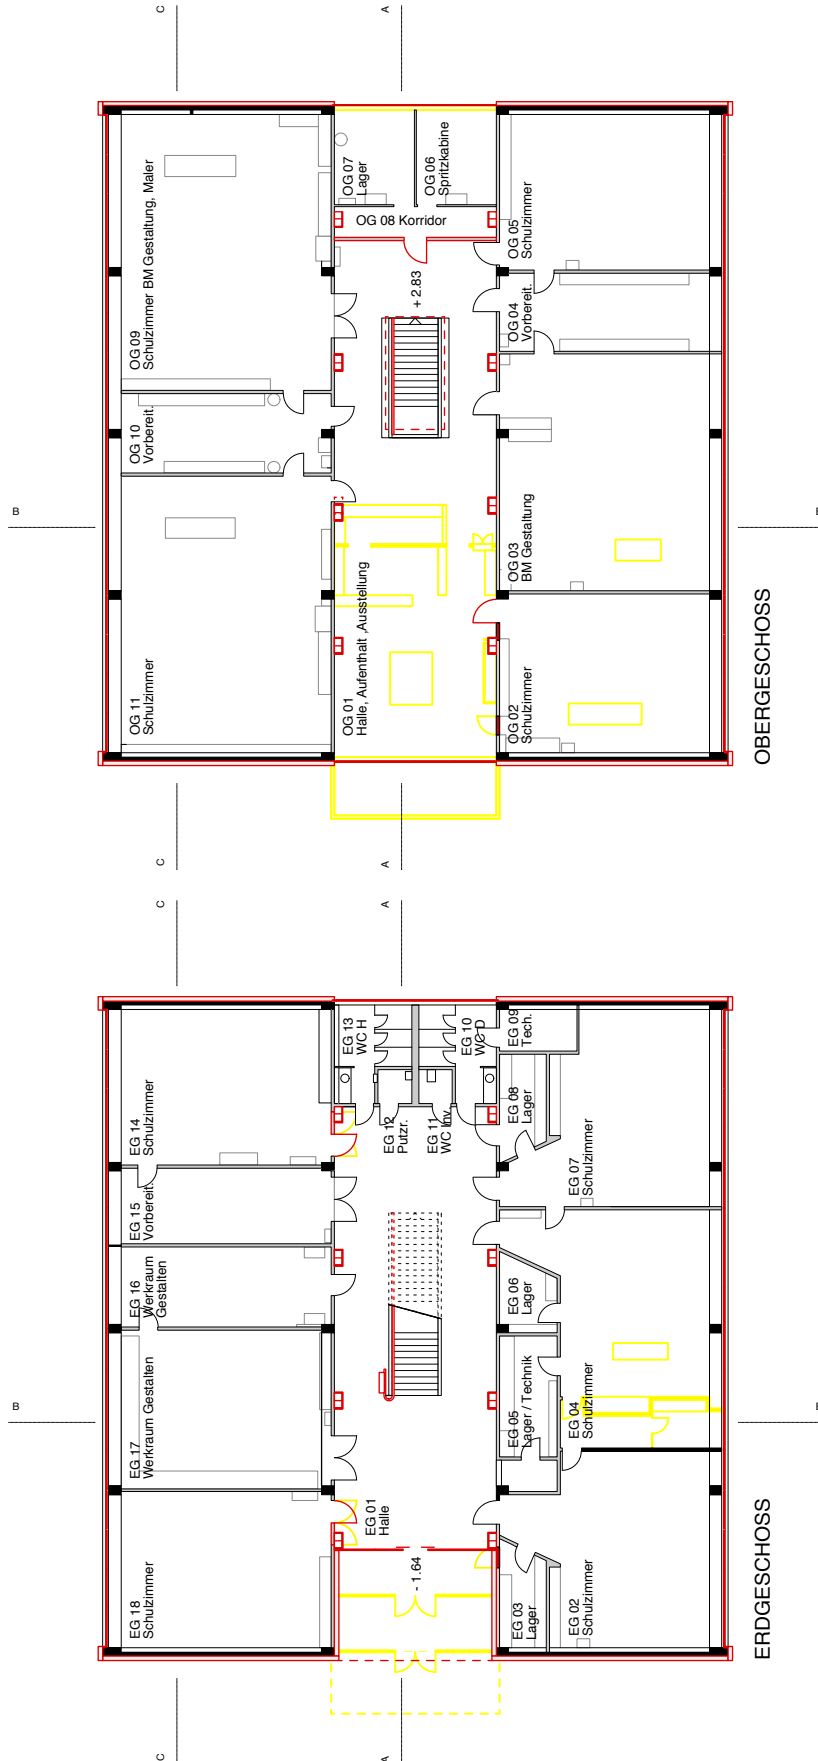 C
A
OG 09
Schulzimmer BM Gestaltung, Maler
OG 07
Lager
OG 06
Spritzkabine
OG 08 Korridor
OG 05
Schulzimmer
+ 2.83
OG 04
Vorbereit.
OG 10
Vorbereit.
B
OG 11
Schulzimmer
OG 01
Halle, Aufenthalt ,Ausstellung
OG 03
BM Gestaltung
OG 02
Schulzimmer
OBERGESCHOSS
C
A
C
A
EG 14
Schulzimmer
EG 13
WC H
EG 10
WC D
EG 09
Tech.
EG 12
Putzr.
EG 11
WC Inv.
EG 08
Lager
EG 07
Schulzimmer
EG 15
Vorbereit.
EG 16
Werkraum
Gestalten
EG 06
Lager
B
EG 17
Werkraum Gestalten
EG 05
Lager / Technik
EG 04
Schulzimmer
EG 01
Halle
- 1.64
EG 18
Schulzimmer
EG 03
Lager
EG 02
Schulzimmer
ERDGESCHOSS
C
A